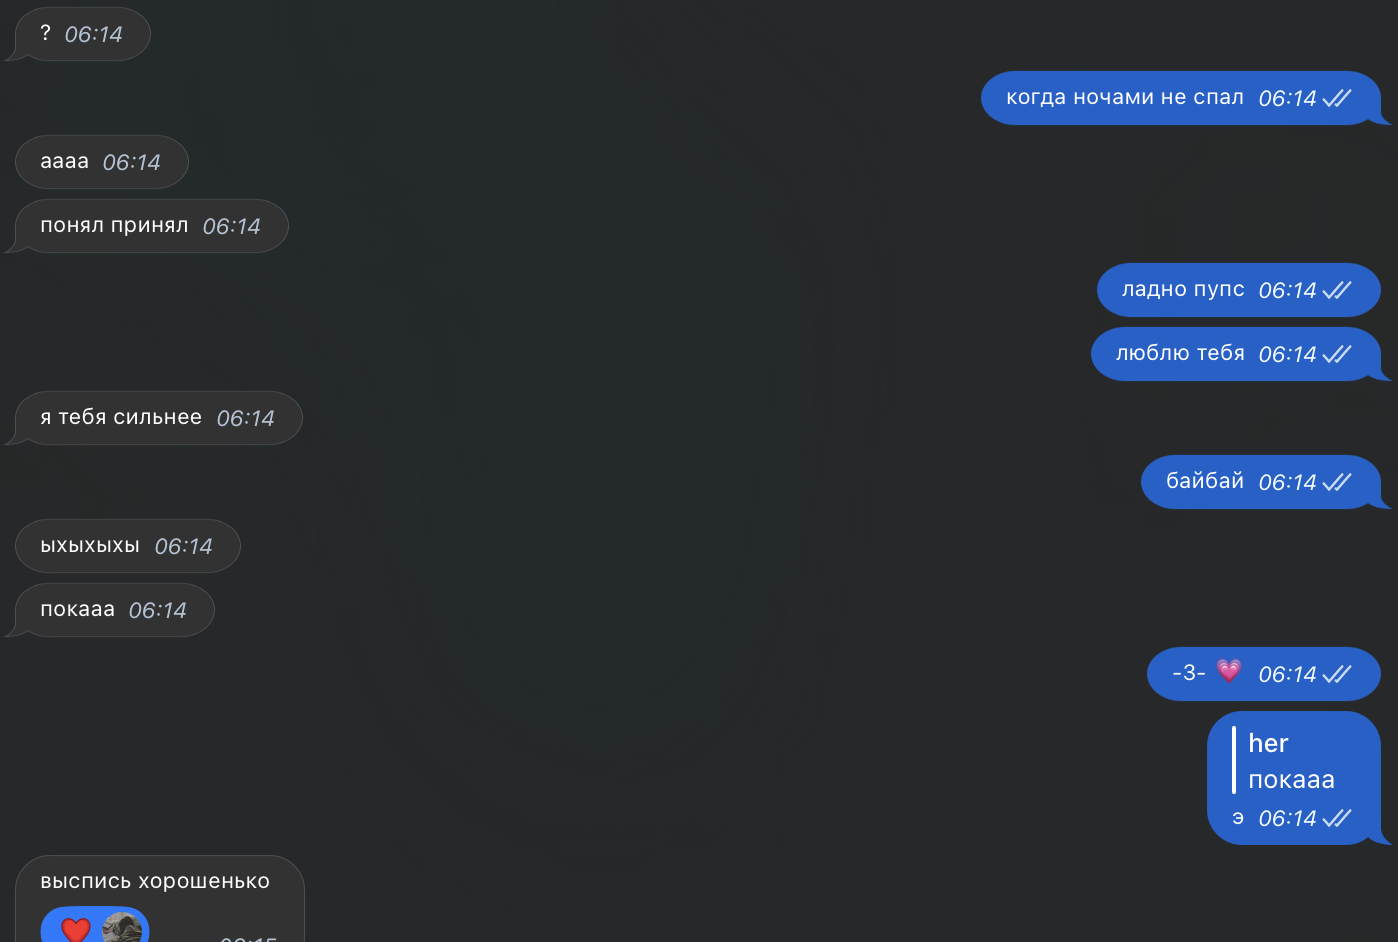 ? 06:14
когда ночами не спал 06:14
аааа 06:14
понял принял 06:14
ладно пупс 06:14
люблю тебя 06:14
я тебя сильнее 06:14
байбай 06:14
ыхыхыхы 06:14
покааа 06:14
-3- 💗 06:14
her
покааа
э 06:14
выспись хорошенько
❤️ 06:15